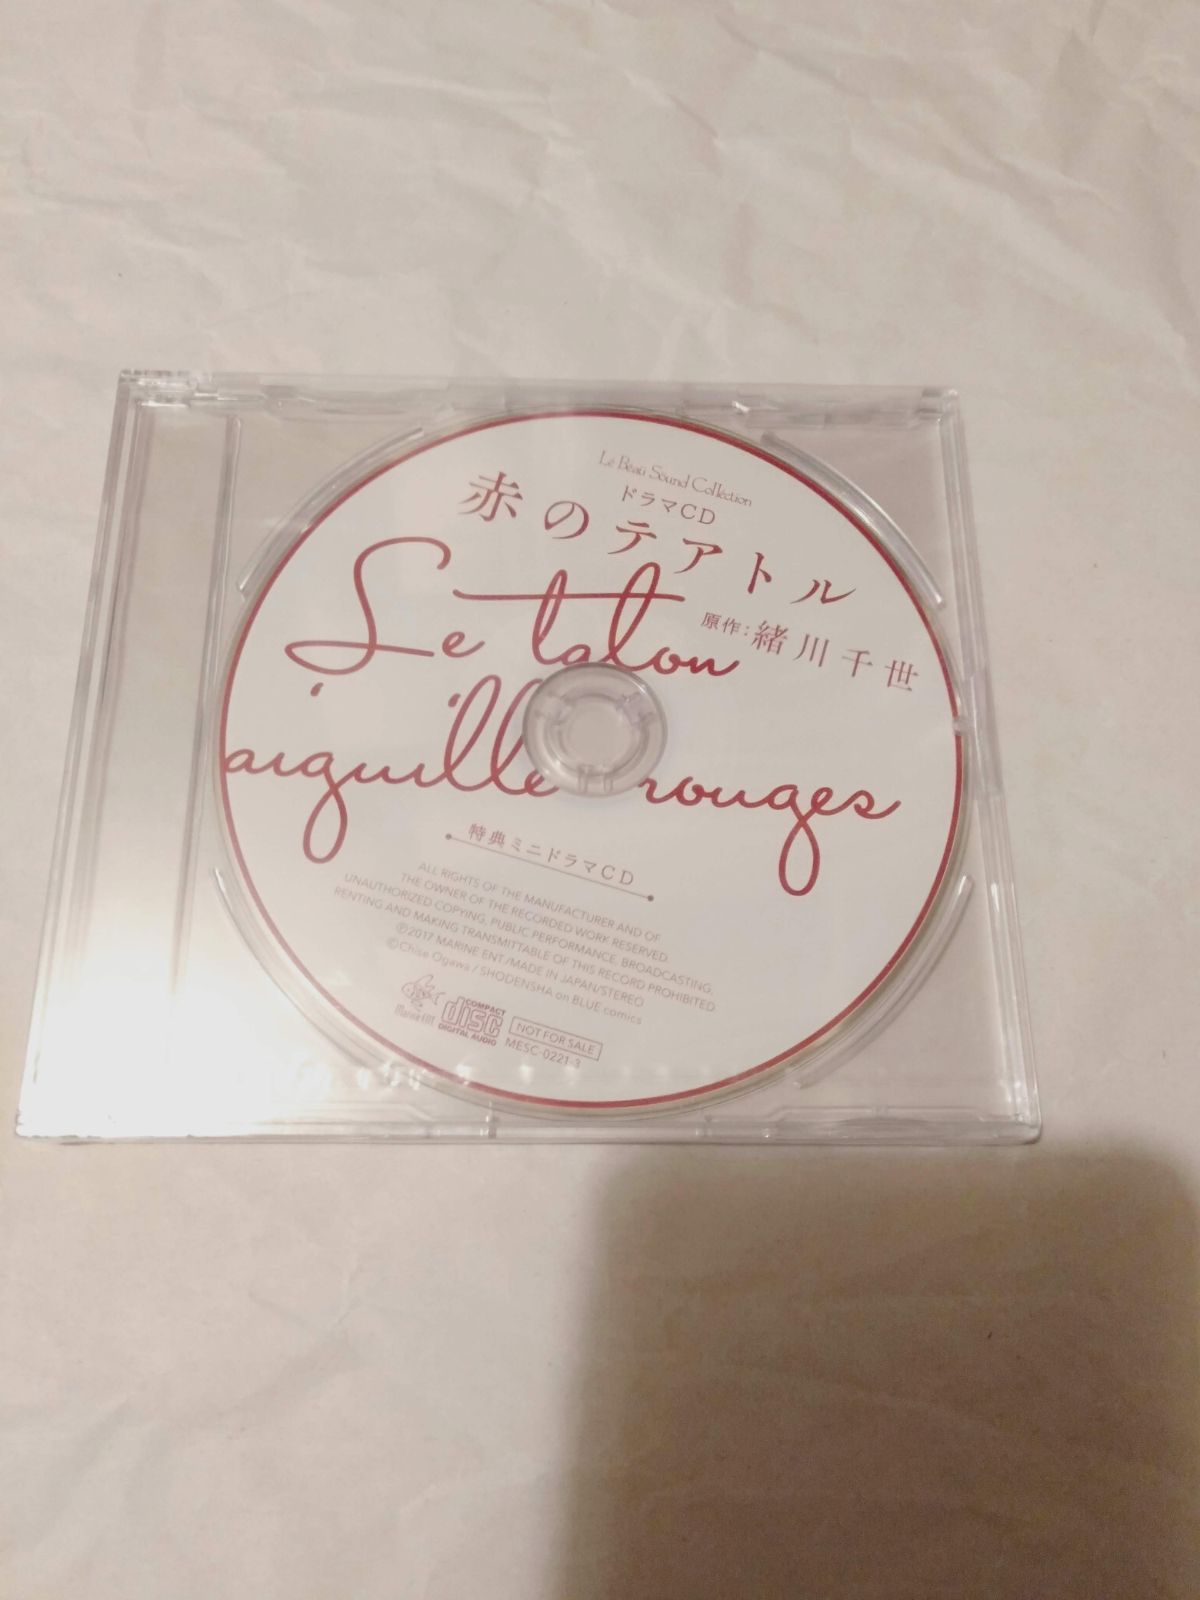 Le Beau Sound Collection
ドラマCD
赤のテアトル
原作:緒川千世
Le talon
aiguille rouges
特典ミニドラマCD
ALL RIGHTS OF THE MANUFACTURER AND OF
THE OWNER OF THE RECORDED WORK RESERVED.
UNAUTHORIZED COPYING, PUBLIC PERFORMANCE, BROADCASTING,
RENTING AND MAKING TRANSMITTABLE OF THIS RECORD PROHIBITED.
Ⓟ2017 MARINE ENT./MADE IN JAPAN/STEREO
©Chise Ogawa / SHODENSHA on BLUE comics
Marine Ent.
COMPACT
disc
DIGITAL AUDIO
NOT FOR SALE
MESC-0221-3